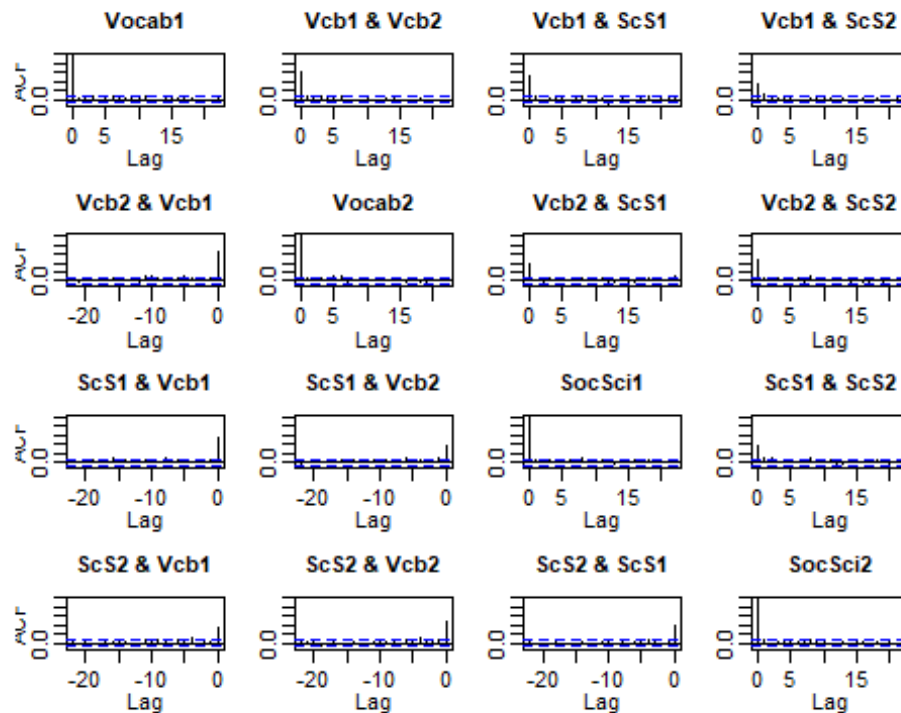 Vocab1 Vcb1 & Vcb2 Vcb1 & ScS1 Vcb1 & ScS2
ACF 0.0 0.0 0.0 0.0
0 5 15 0 5 15 0 5 15 0 5 15
Lag Lag Lag Lag
Vcb2 & Vcb1 Vocab2 Vcb2 & ScS1 Vcb2 & ScS2
ACF 0.0 0.0 0.0 0.0
-20 -10 0 0 5 15 0 5 15 0 5 15
Lag Lag Lag Lag
ScS1 & Vcb1 ScS1 & Vcb2 SocSci1 ScS1 & ScS2
ACF 0.0 0.0 0.0 0.0
-20 -10 0 -20 -10 0 0 5 15 0 5 15
Lag Lag Lag Lag
ScS2 & Vcb1 ScS2 & Vcb2 ScS2 & ScS1 SocSci2
ACF 0.0 0.0 0.0 0.0
-20 -10 0 -20 -10 0 -20 -10 0 0 5 15
Lag Lag Lag Lag